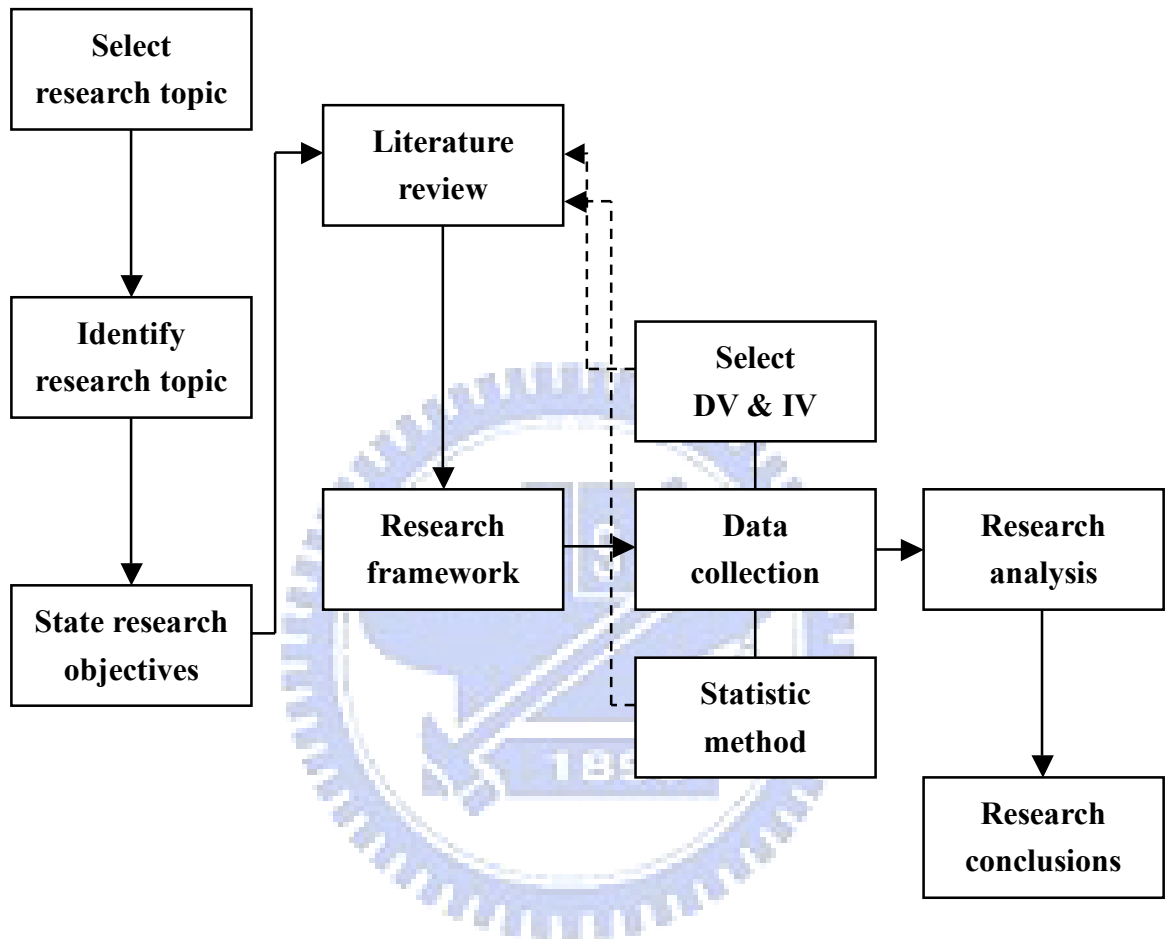 Select
research topic
Identify
research topic
State research
objectives
Literature
review
Research
framework
Select
DV & IV
Data
collection
Statistic
method
Research
analysis
Research
conclusions